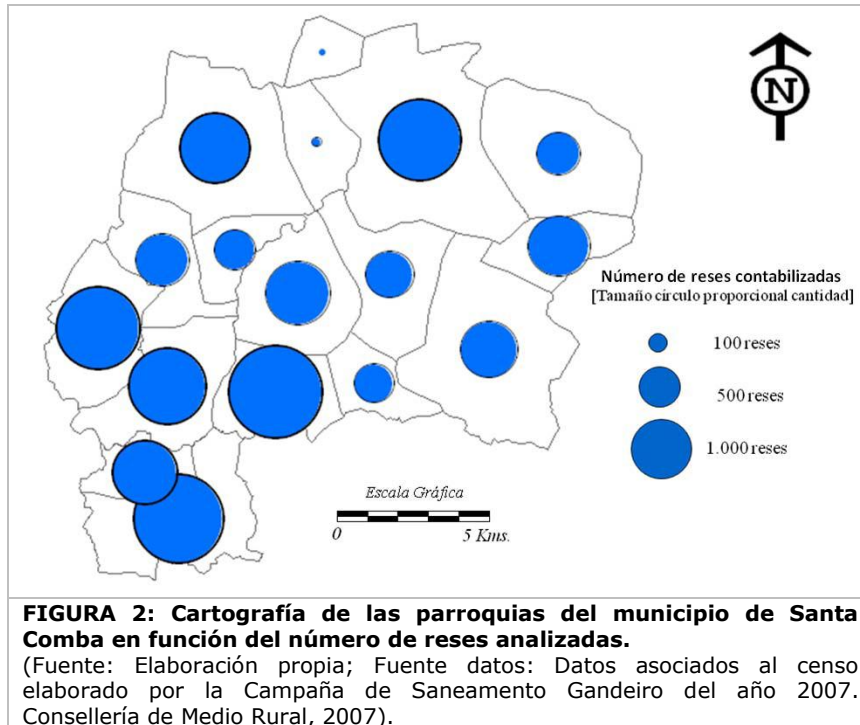 N
Número de reses contabilizadas
[Tamaño círculo proporcional cantidad]
100 reses
500 reses
1.000 reses
Escala Gráfica
0 5 Kms.
FIGURA 2: Cartografía de las parroquias del municipio de Santa
Comba en función del número de reses analizadas.
(Fuente: Elaboración propia; Fuente datos: Datos asociados al censo
elaborado por la Campaña de Saneamento Gandeiro del año 2007.
Consellería de Medio Rural, 2007).